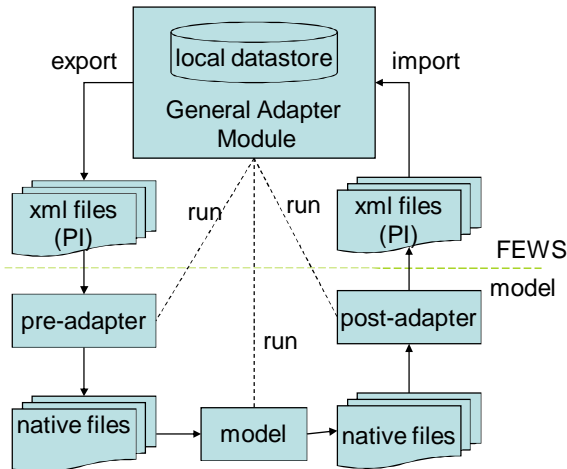 export
local datastore
import
General Adapter
Module
xml files
(PI)
run
run
xml files
(PI)
FEWS
model
pre-adapter
post-adapter
run
native files
model
native files